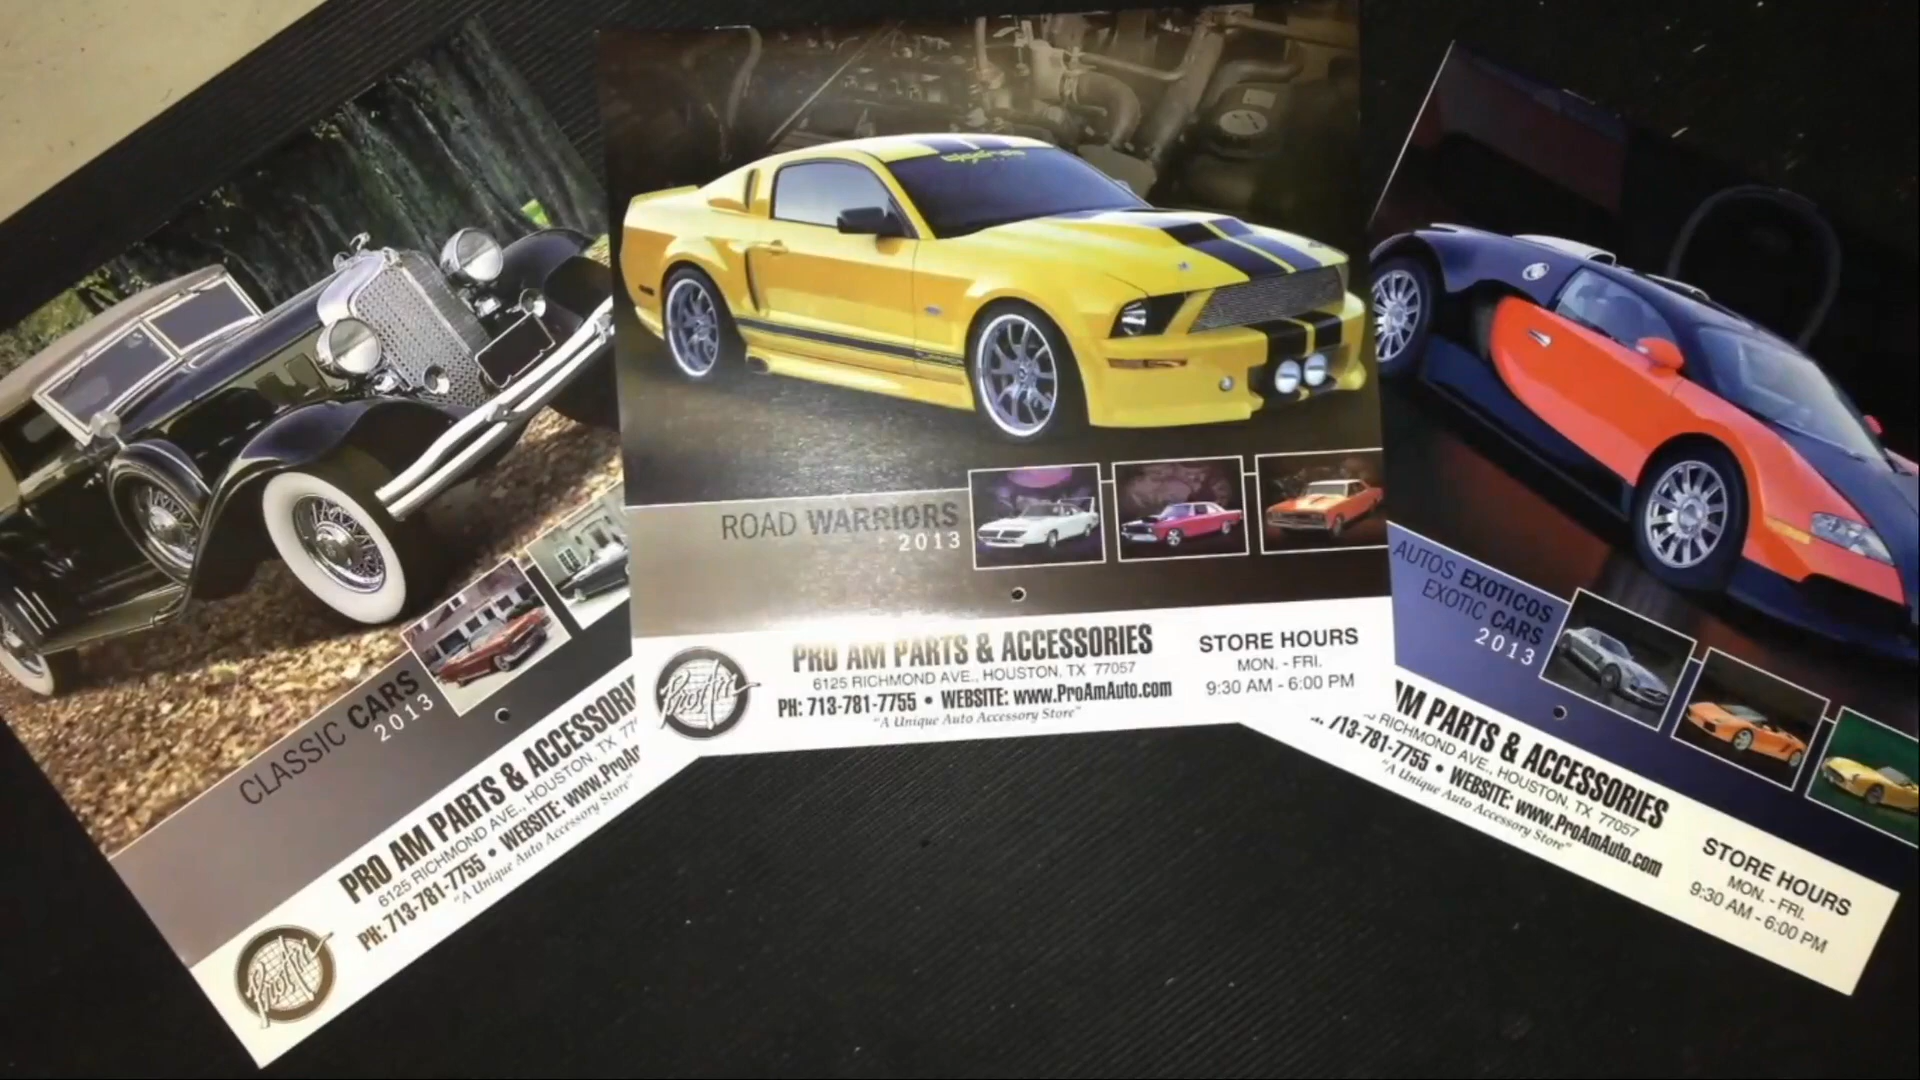 CLASSIC CARS
2013
PRO AM PARTS & ACCESSORI
6125 RICHMOND AVE., HOUSTON, TX 77
PH: 713-781-7755 • WEBSITE: www.ProAm
"A Unique Auto Accessory Store"
ProAm
ROAD WARRIORS
2013
PRO AM PARTS & ACCESSORIES
6125 RICHMOND AVE., HOUSTON, TX 77057
PH: 713-781-7755 • WEBSITE: www.ProAmAuto.com
"A Unique Auto Accessory Store"
STORE HOURS
MON. - FRI.
9:30 AM - 6:00 PM
ProAm
AUTOS EXOTICOS
EXOTIC CARS
2013
AM PARTS & ACCESSORIES
RICHMOND AVE., HOUSTON, TX 77057
713-781-7755 • WEBSITE: www.ProAmAuto.com
"A Unique Auto Accessory Store"
STORE HOURS
MON. - FRI.
9:30 AM - 6:00 PM